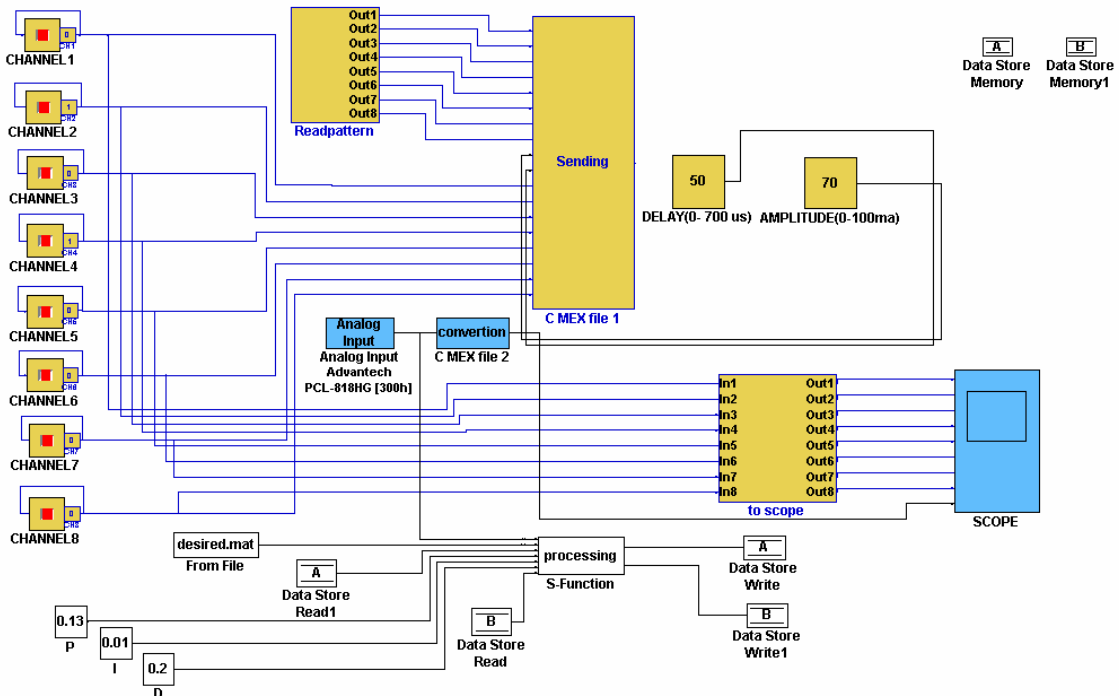 0
CH1
CHANNEL1
1
CH2
CHANNEL2
0
CH3
CHANNEL3
1
CH4
CHANNEL4
0
CHANNEL5
0
CHANNEL6
0
CH7
CHANNEL7
0
CHANNEL8
Out1
Out2
Out3
Out4
Out5
Out6
Out7
Out8
Readpattern
Sending
C MEX file 1
50
DELAY(0- 700 us)
70
AMPLITUDE(0-100ma)
A
Data Store
Memory
B
Data Store
Memory1
Analog
Input
Analog Input
Advantech
PCL-818HG [300h]
convertion
C MEX file 2
In1
In2
In3
In4
In5
In6
In7
In8
Out1
Out2
Out3
Out4
Out5
Out6
Out7
Out8
to scope
SCOPE
desired.mat
From File
A
Data Store
Read1
processing
S-Function
A
Data Store
Write
B
Data Store
Read
B
Data Store
Write1
0.13
P
0.01
I
0.2
D